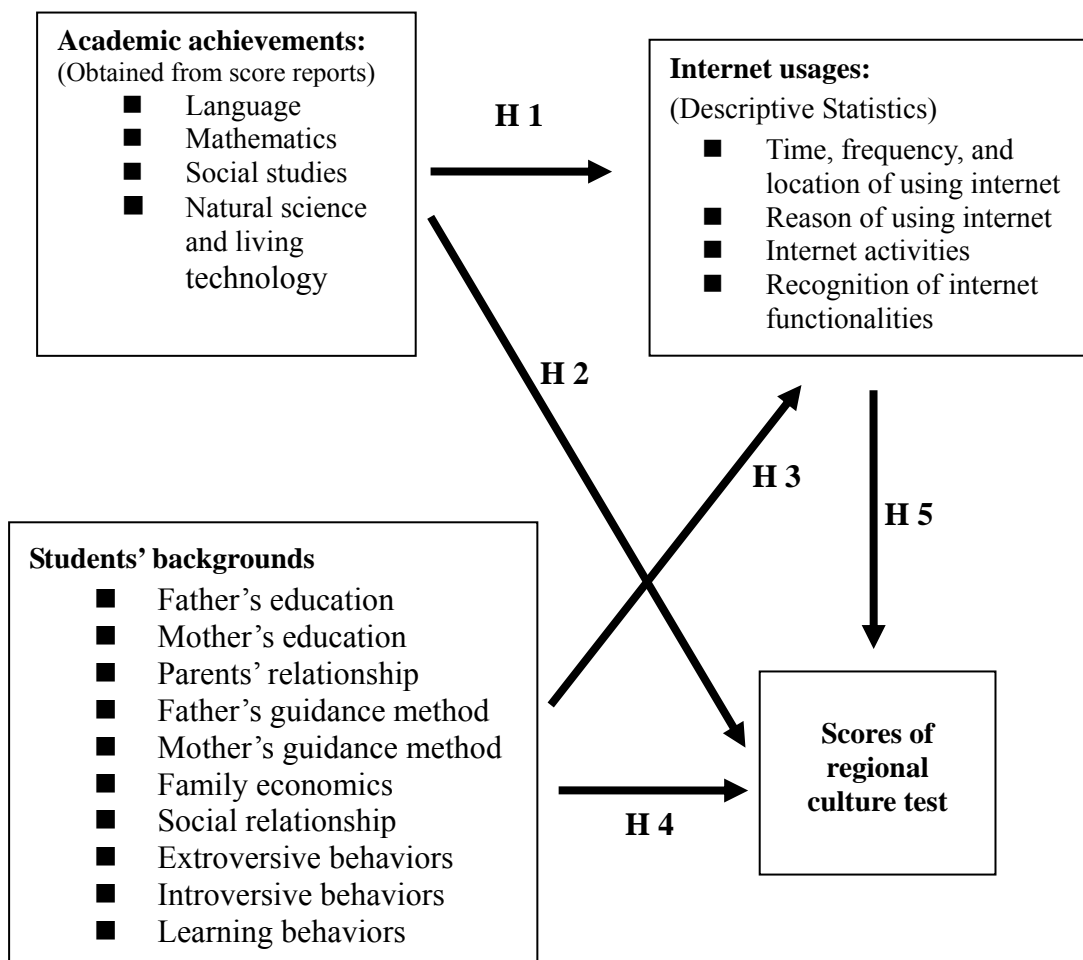 Academic achievements:
(Obtained from score reports)
■ Language
■ Mathematics
■ Social studies
■ Natural science
and living
technology
H 1
Internet usages:
(Descriptive Statistics)
■ Time, frequency, and
location of using internet
■ Reason of using internet
■ Internet activities
■ Recognition of internet
functionalities
H 2
H 3
H 5
Students’ backgrounds
■ Father’s education
■ Mother’s education
■ Parents’ relationship
■ Father’s guidance method
■ Mother’s guidance method
■ Family economics
■ Social relationship
■ Extroversive behaviors
■ Introversive behaviors
■ Learning behaviors
H 4
Scores of
regional
culture test